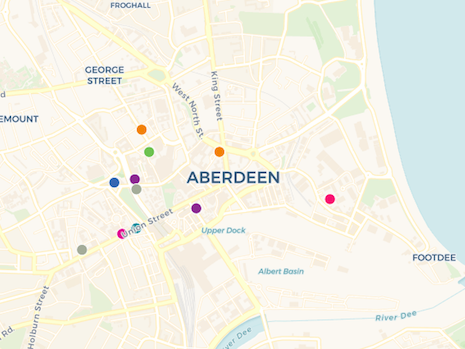 FROGHALL
GEORGE
STREET
King Street
West North St.
d
EMOUNT
ABERDEEN
Union Street
Upper Dock
FOOTDEE
Albert Basin
Holburn Street
River Dee
Rd.
River Dee